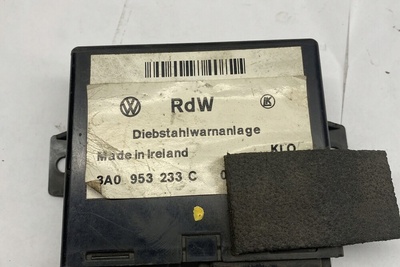 RdW
Diebstahlwarnanlage
Made in Ireland KLO
3A0 953 233 C